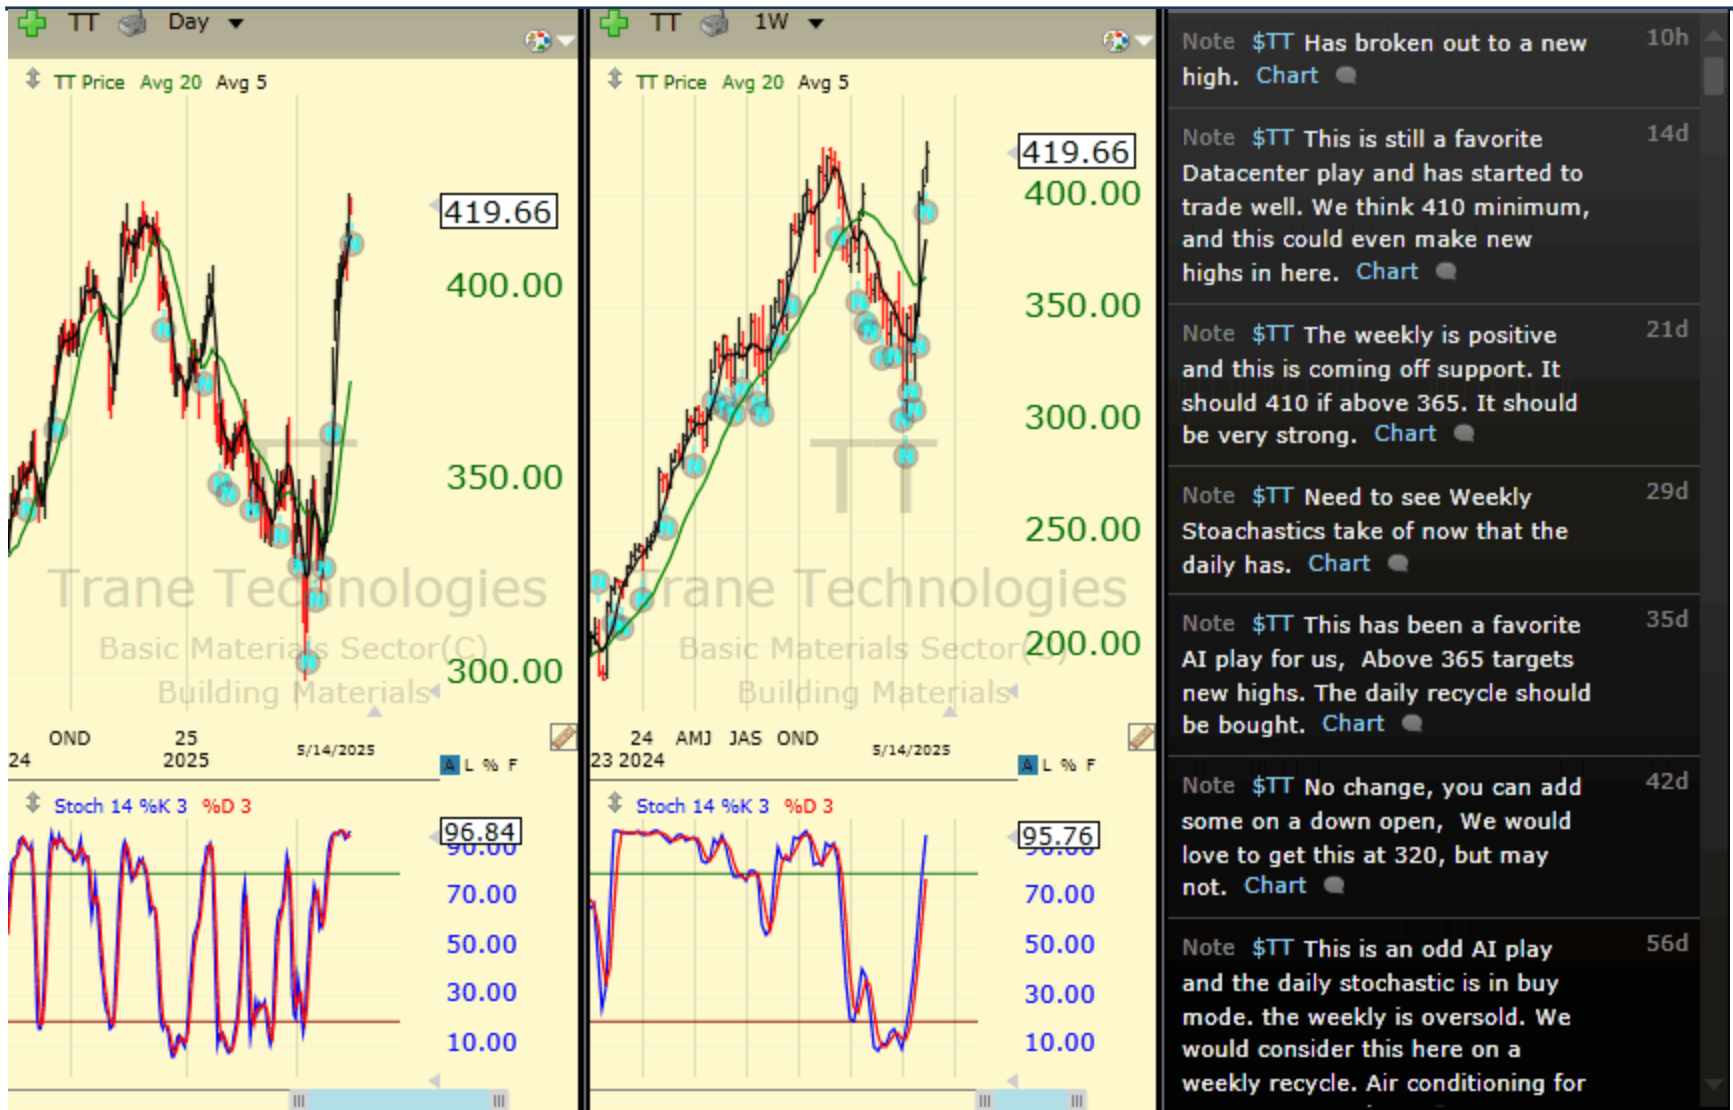 TT Day
TT Price Avg 20 Avg 5
419.66
400.00
350.00
300.00
TT
Trane Technologies
Basic Materials Sector(C)
Building Materials
OND 25 5/14/2025
24 2025
A L % F
Stoch 14 %K 3 %D 3
96.84
90.00
70.00
50.00
30.00
10.00
TT 1W
TT Price Avg 20 Avg 5
419.66
400.00
350.00
300.00
250.00
200.00
TT
Trane Technologies
Basic Materials Sector(C)
Building Materials
24 AMJ JAS OND 5/14/2025
23 2024
A L % F
Stoch 14 %K 3 %D 3
95.76
90.00
70.00
50.00
30.00
10.00
Note $TT Has broken out to a new 10h
high. Chart
Note $TT This is still a favorite 14d
Datacenter play and has started to
trade well. We think 410 minimum,
and this could even make new
highs in here. Chart
Note $TT The weekly is positive 21d
and this is coming off support. It
should 410 if above 365. It should
be very strong. Chart
Note $TT Need to see Weekly 29d
Stoachastics take of now that the
daily has. Chart
Note $TT This has been a favorite 35d
AI play for us, Above 365 targets
new highs. The daily recycle should
be bought. Chart
Note $TT No change, you can add 42d
some on a down open, We would
love to get this at 320, but may
not. Chart
Note $TT This is an odd AI play 56d
and the daily stochastic is in buy
mode. the weekly is oversold. We
would consider this here on a
weekly recycle. Air conditioning for